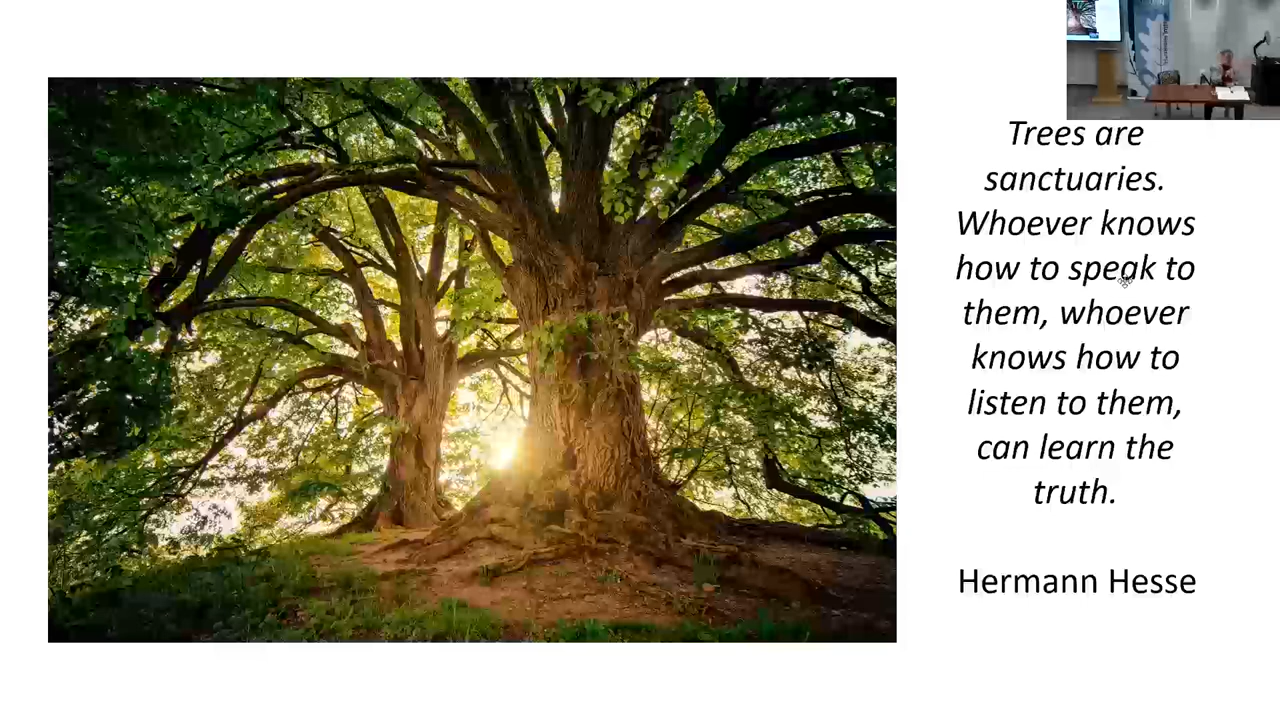 Trees are
sanctuaries.
Whoever knows
how to speak to
them, whoever
knows how to
listen to them,
can learn the
truth.
Hermann Hesse